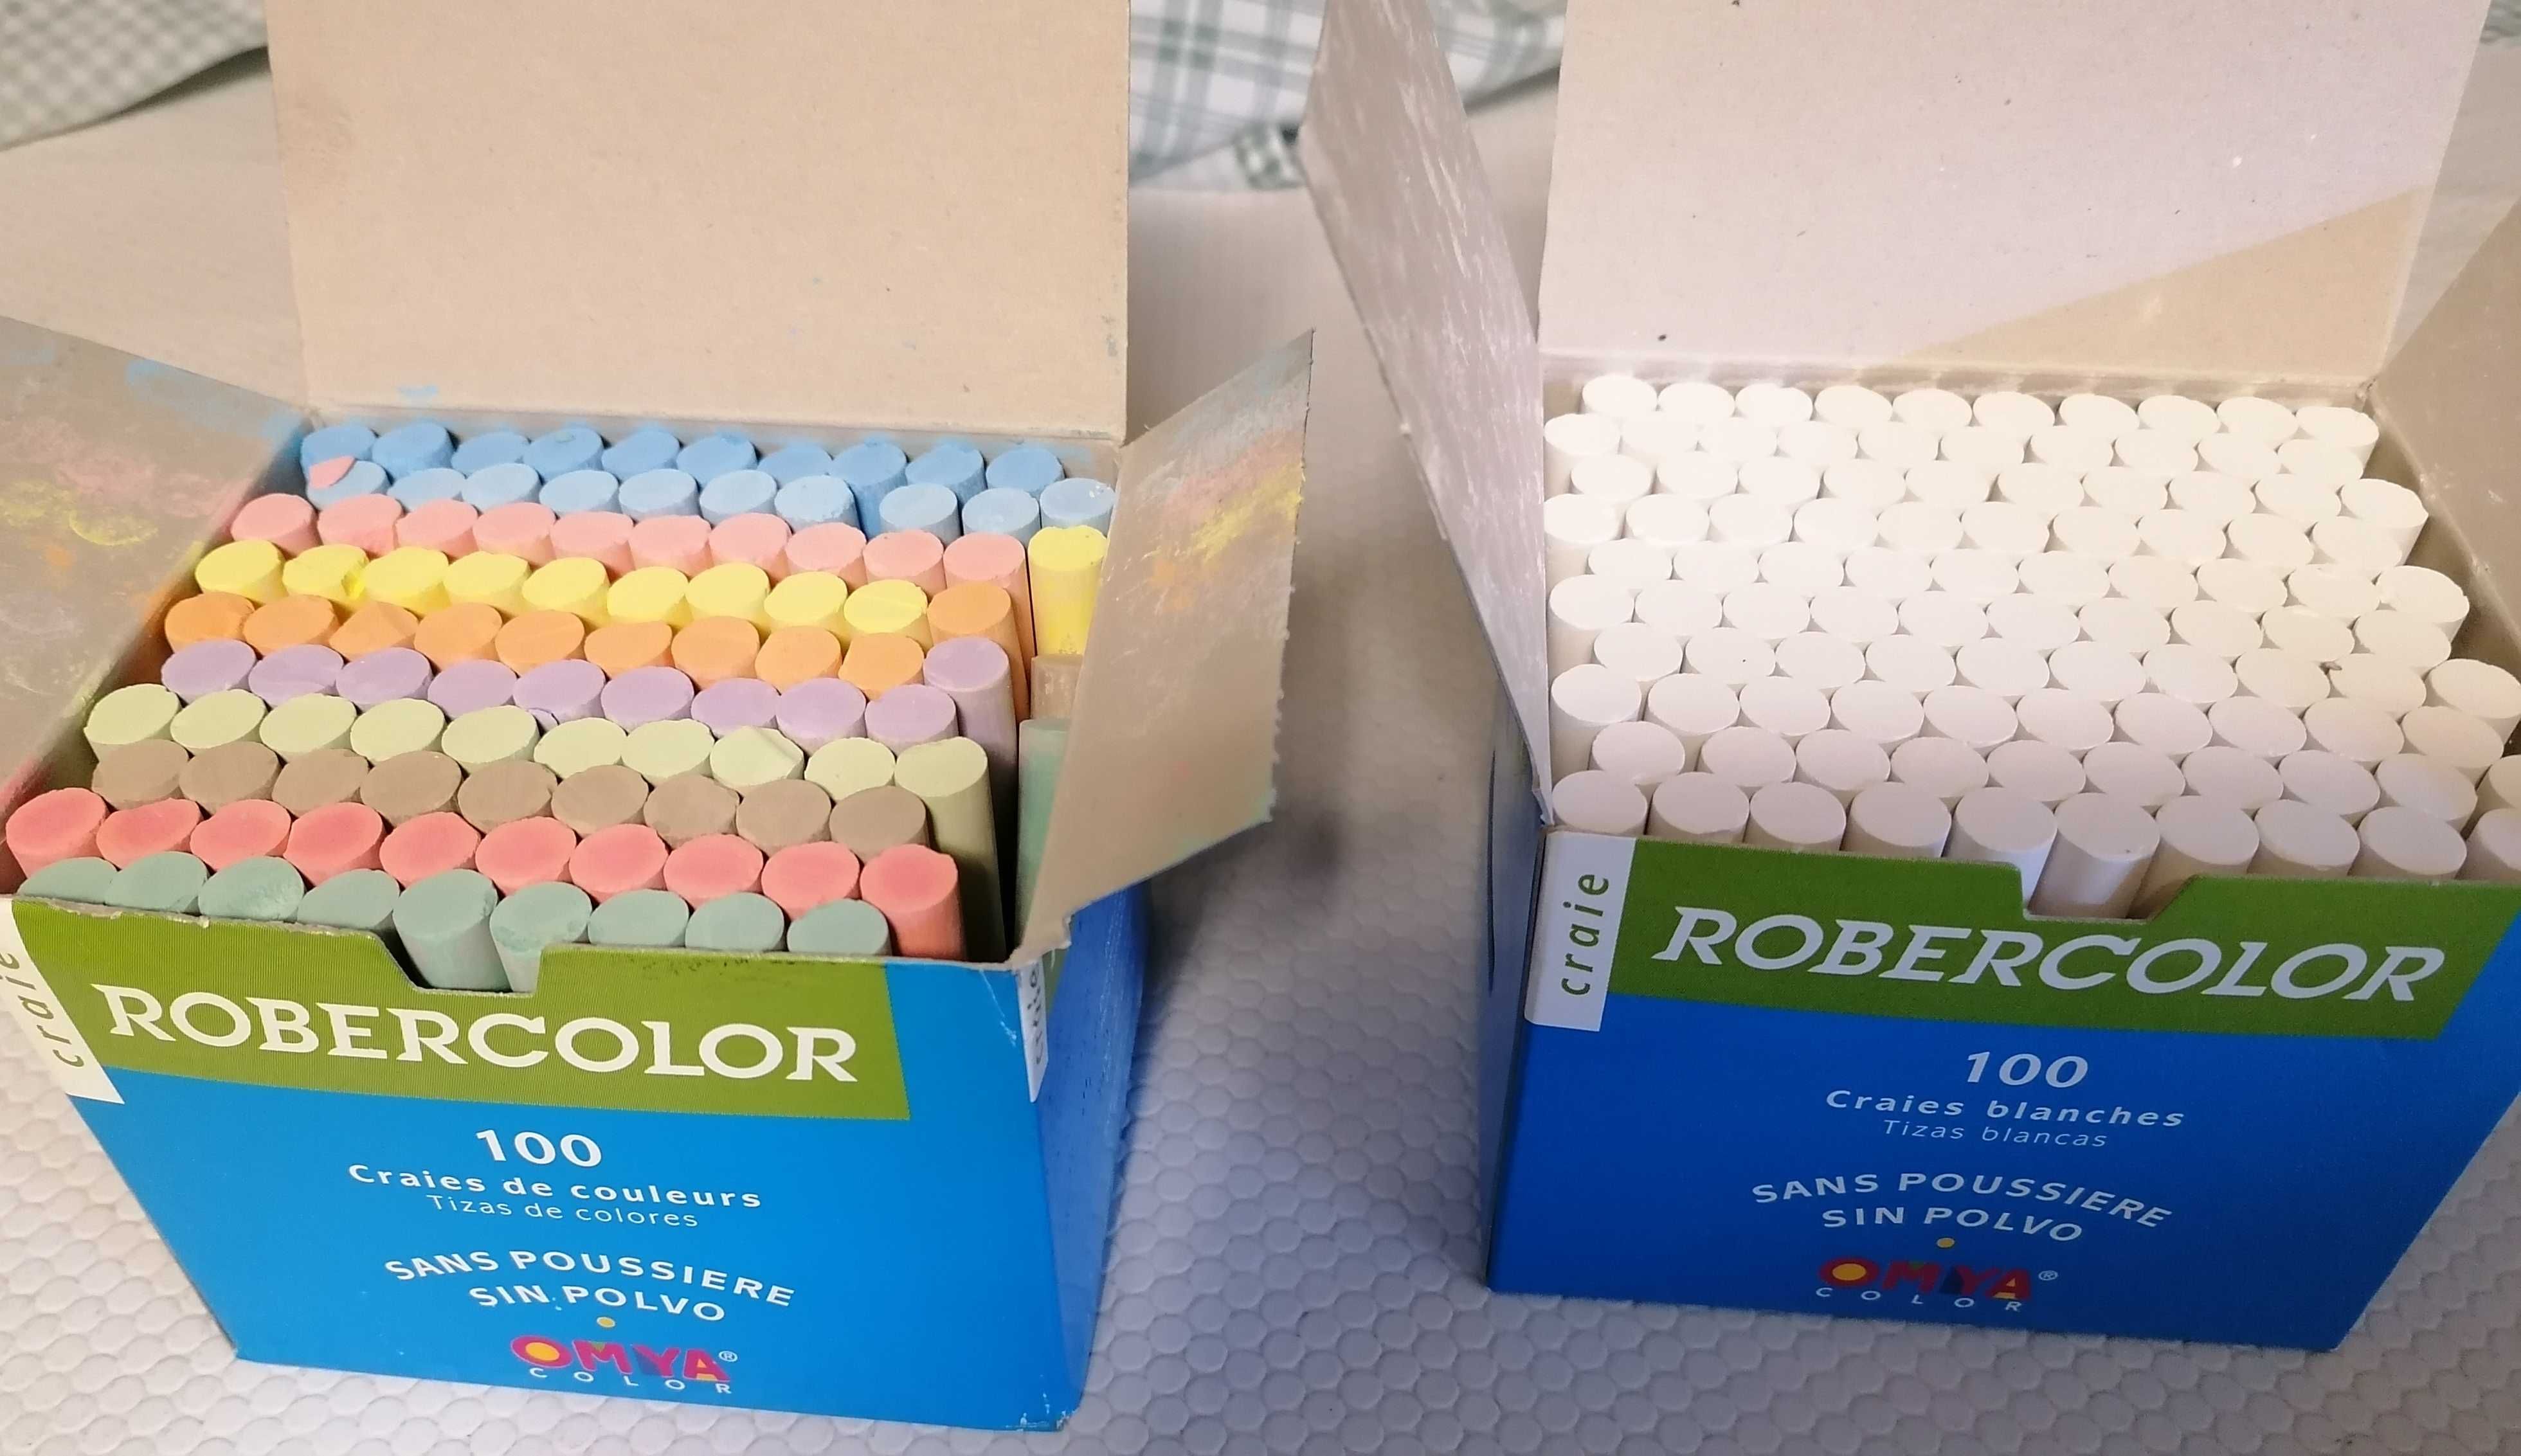 craie
ROBERCOLOR
100
Craies de couleurs
Tizas de colores
SANS POUSSIERE
SIN POLVO
OMYA®
COLOR
craie
craie
ROBERCOLOR
100
Craies blanches
Tizas blancas
SANS POUSSIERE
SIN POLVO
OMYA®
COLOR